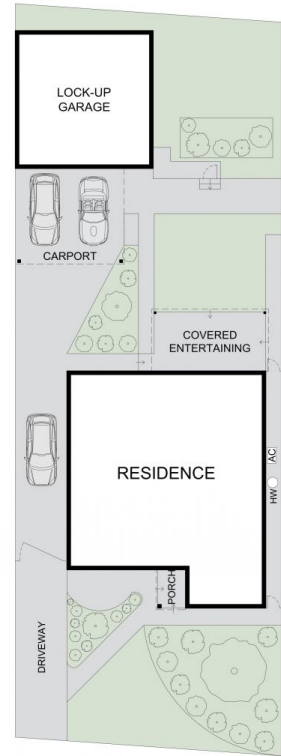 LOCK-UP
GARAGE
CARPORT
COVERED
ENTERTAINING
RESIDENCE
AC
HW
PORCH
DRIVEWAY